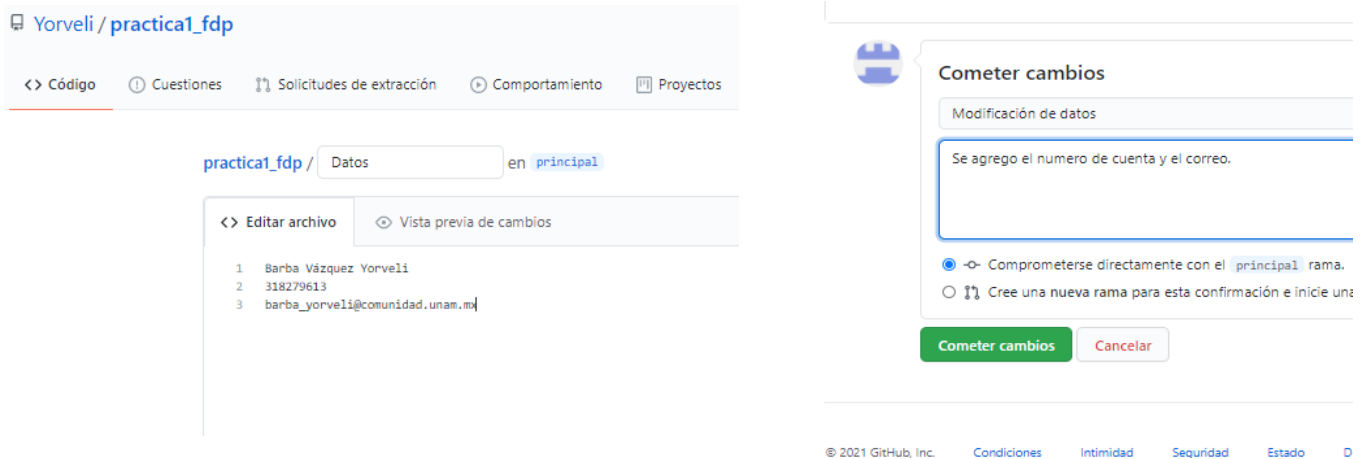 Yorveli / practica1_fdp
<> Código Cuestiones Solicitudes de extracción Comportamiento Proyectos
practica1_fdp / Datos en principal
<> Editar archivo Vista previa de cambios
1 Barba Vázquez Yorveli
2 318279613
3 barba_yorveli@comunidad.unam.mx
Cometer cambios
Modificación de datos
Se agrego el numero de cuenta y el correo.
Comprometerse directamente con el principal rama.
Cree una nueva rama para esta confirmación e inicie una
Cometer cambios Cancelar
© 2021 GitHub, Inc. Condiciones Intimidad Seguridad Estado D